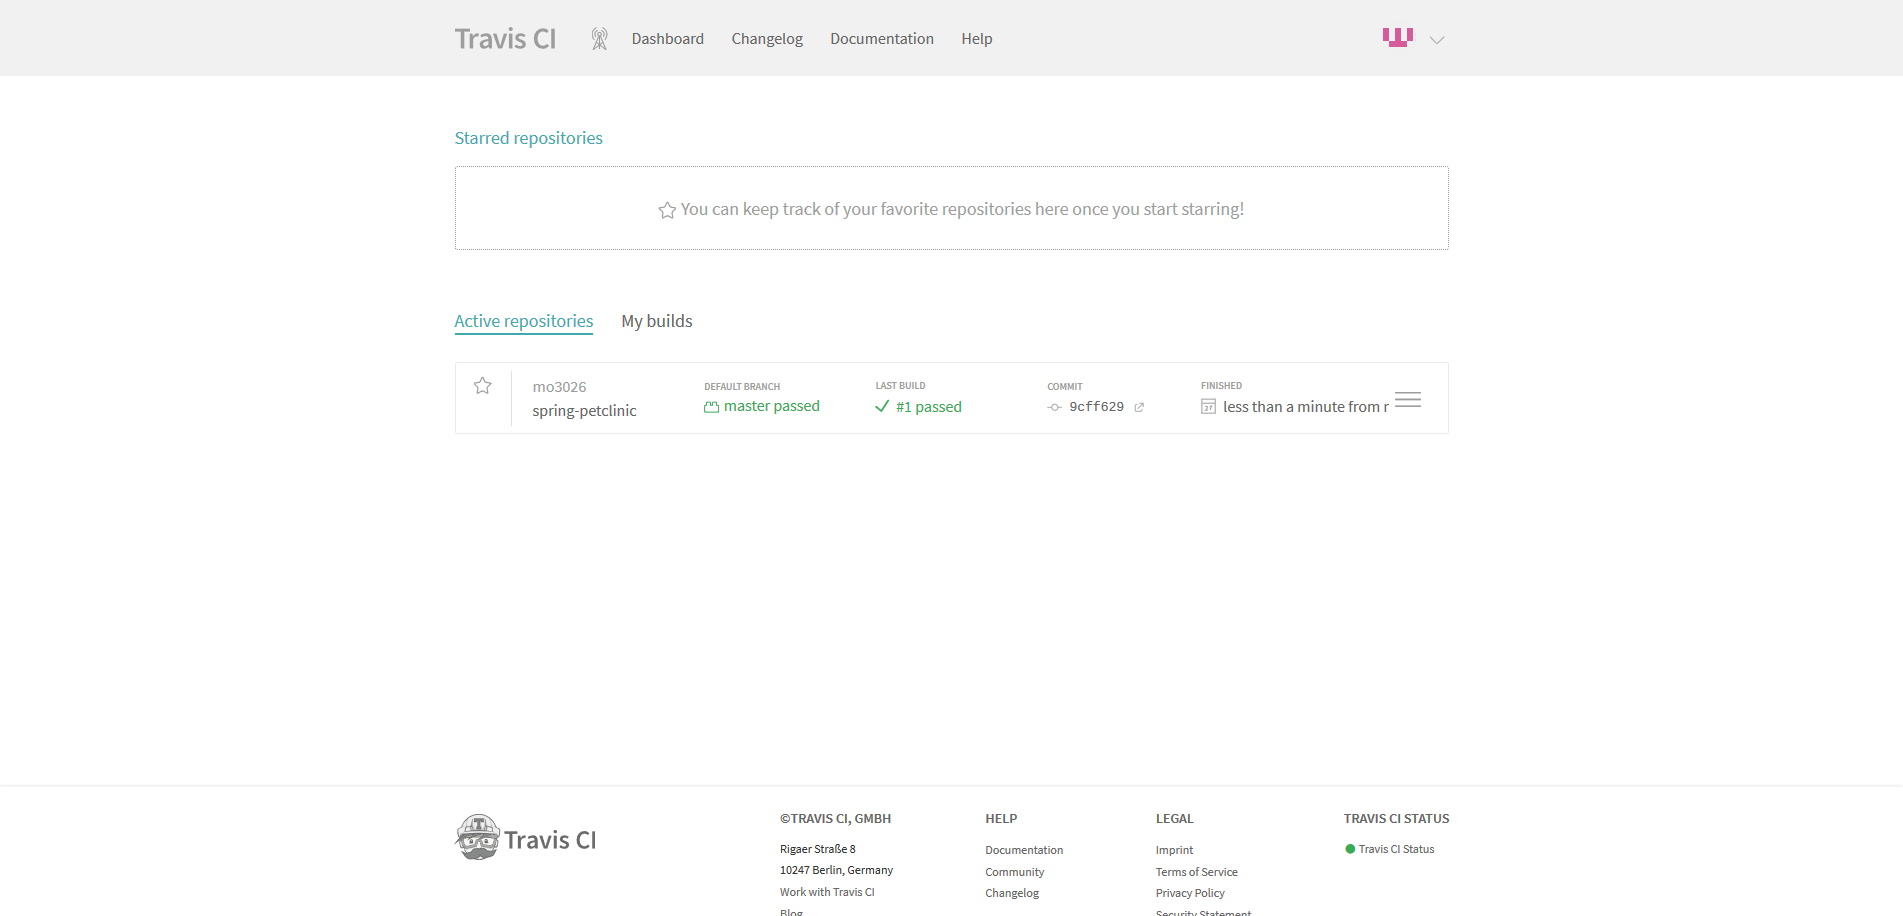 Travis CI Dashboard Changelog Documentation Help
Starred repositories
You can keep track of your favorite repositories here once you start starring!
Active repositories My builds
mo3026
spring-petclinic
DEFAULT BRANCH
master passed
LAST BUILD
#1 passed
COMMIT
9cff629
FINISHED
27
less than a minute from r
T
Travis CI
©TRAVIS CI, GMBH
Rigaer Straße 8
10247 Berlin, Germany
Work with Travis CI
Blog
HELP
Documentation
Community
Changelog
LEGAL
Imprint
Terms of Service
Privacy Policy
Security Statement
TRAVIS CI STATUS
Travis CI Status